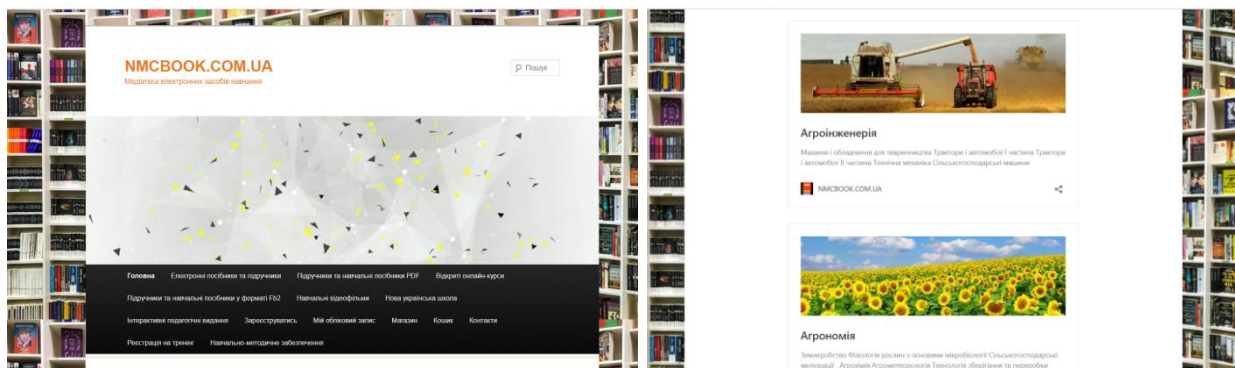 NMCBOOK.COM.UA
Медіатека електронних засобів навчання
Пошук
Головна Електронні посібники та підручники Підручники та навчальні посібники PDF Відкриті онлайн-курси
Підручники та навчальні посібники у форматі Fb2 Навчальні відеофільми Нова українська школа
Інтерактивні педагогічні видання Зареєструватись Мій обліковий запис Магазин Кошик Контакти
Реєстрація на тренінг Навчально-методичне забезпечення
Агроінженерія
Машини і обладнання для тваринництва Трактори і автомобілі І частина Трактори
і автомобілі ІІ частина Технічна механіка Сільськогосподарські машини
NMCBOOK.COM.UA
Агрономія
Землеробство Фізіологія рослин з основами мікробіології Сільськогосподарські
меліорації Агрохімія Агрометеорологія Технологія зберігання та переробки